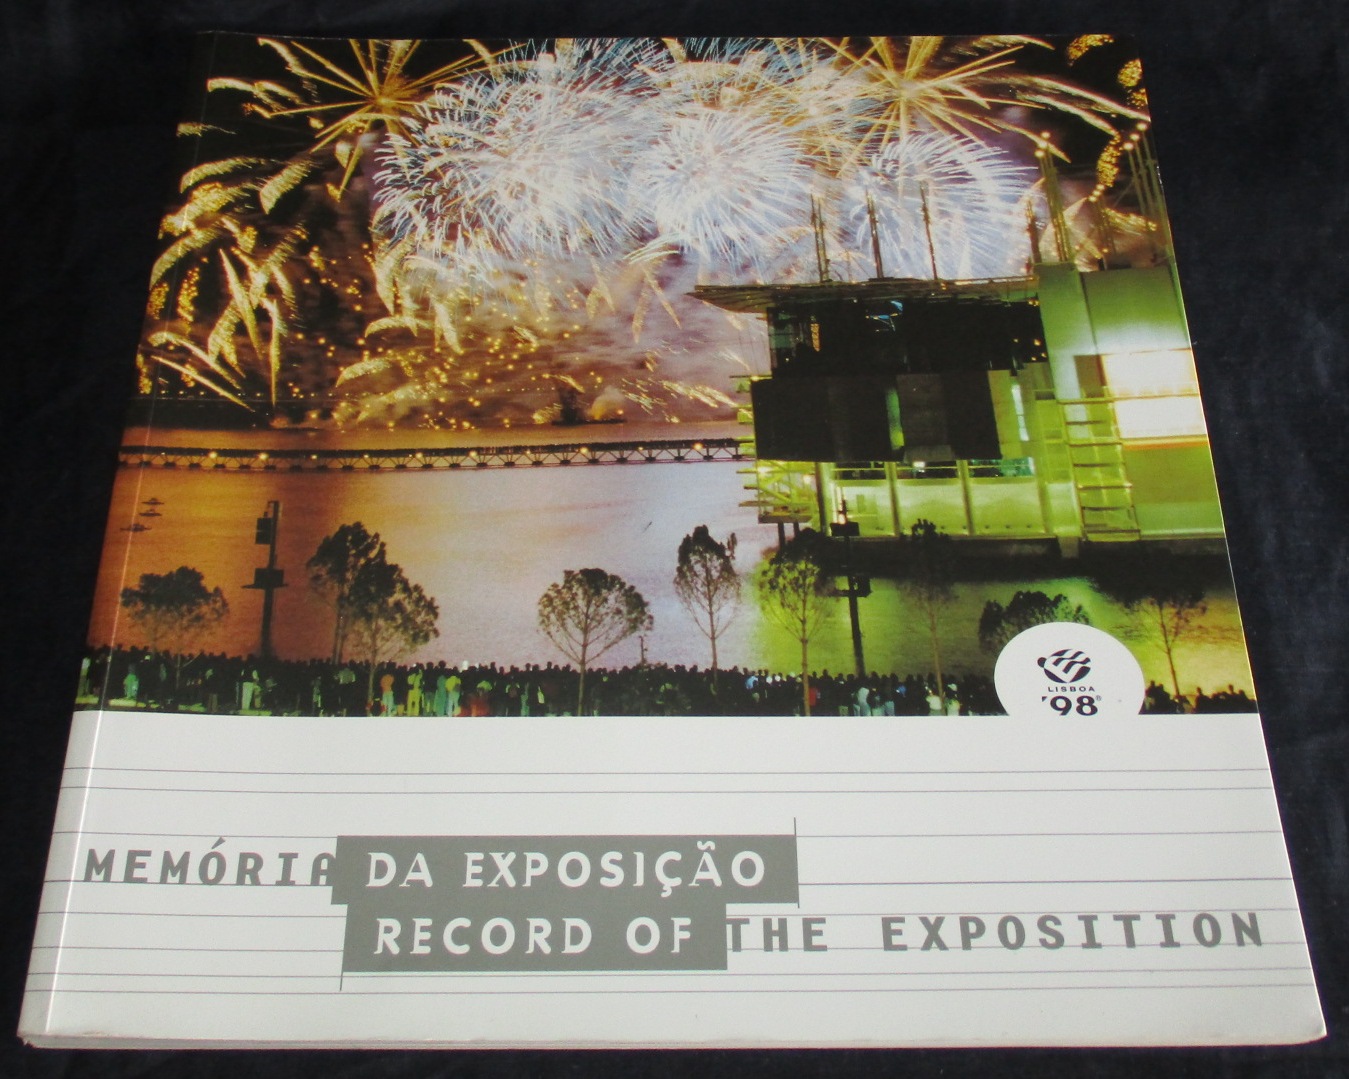 LISBOA
'98®
MEMÓRIA DA EXPOSIÇÃO
RECORD OF THE EXPOSITION